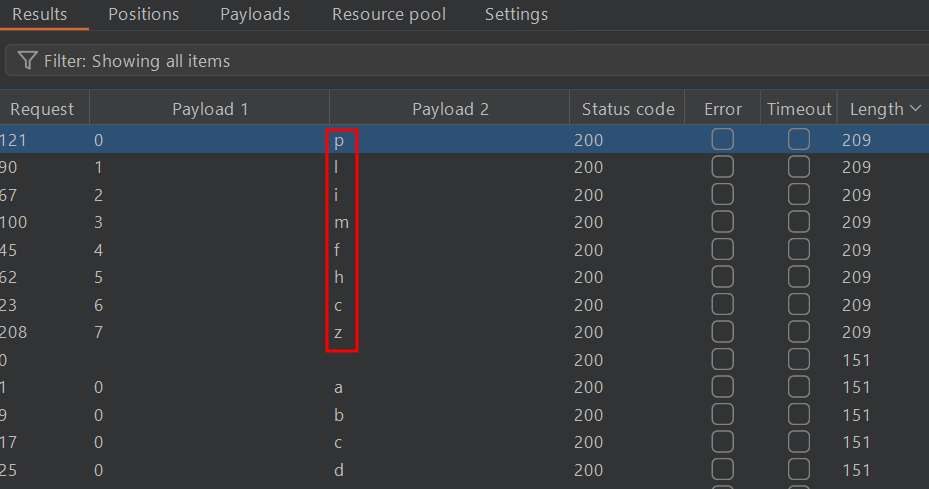 Results Positions Payloads Resource pool Settings
Filter: Showing all items
Request Payload 1 Payload 2 Status code Error Timeout Length
121 0 p 200 209
90 1 l 200 209
67 2 i 200 209
100 3 m 200 209
45 4 f 200 209
62 5 h 200 209
23 6 c 200 209
208 7 z 200 209
0 200 151
1 0 a 200 151
9 0 b 200 151
17 0 c 200 151
25 0 d 200 151